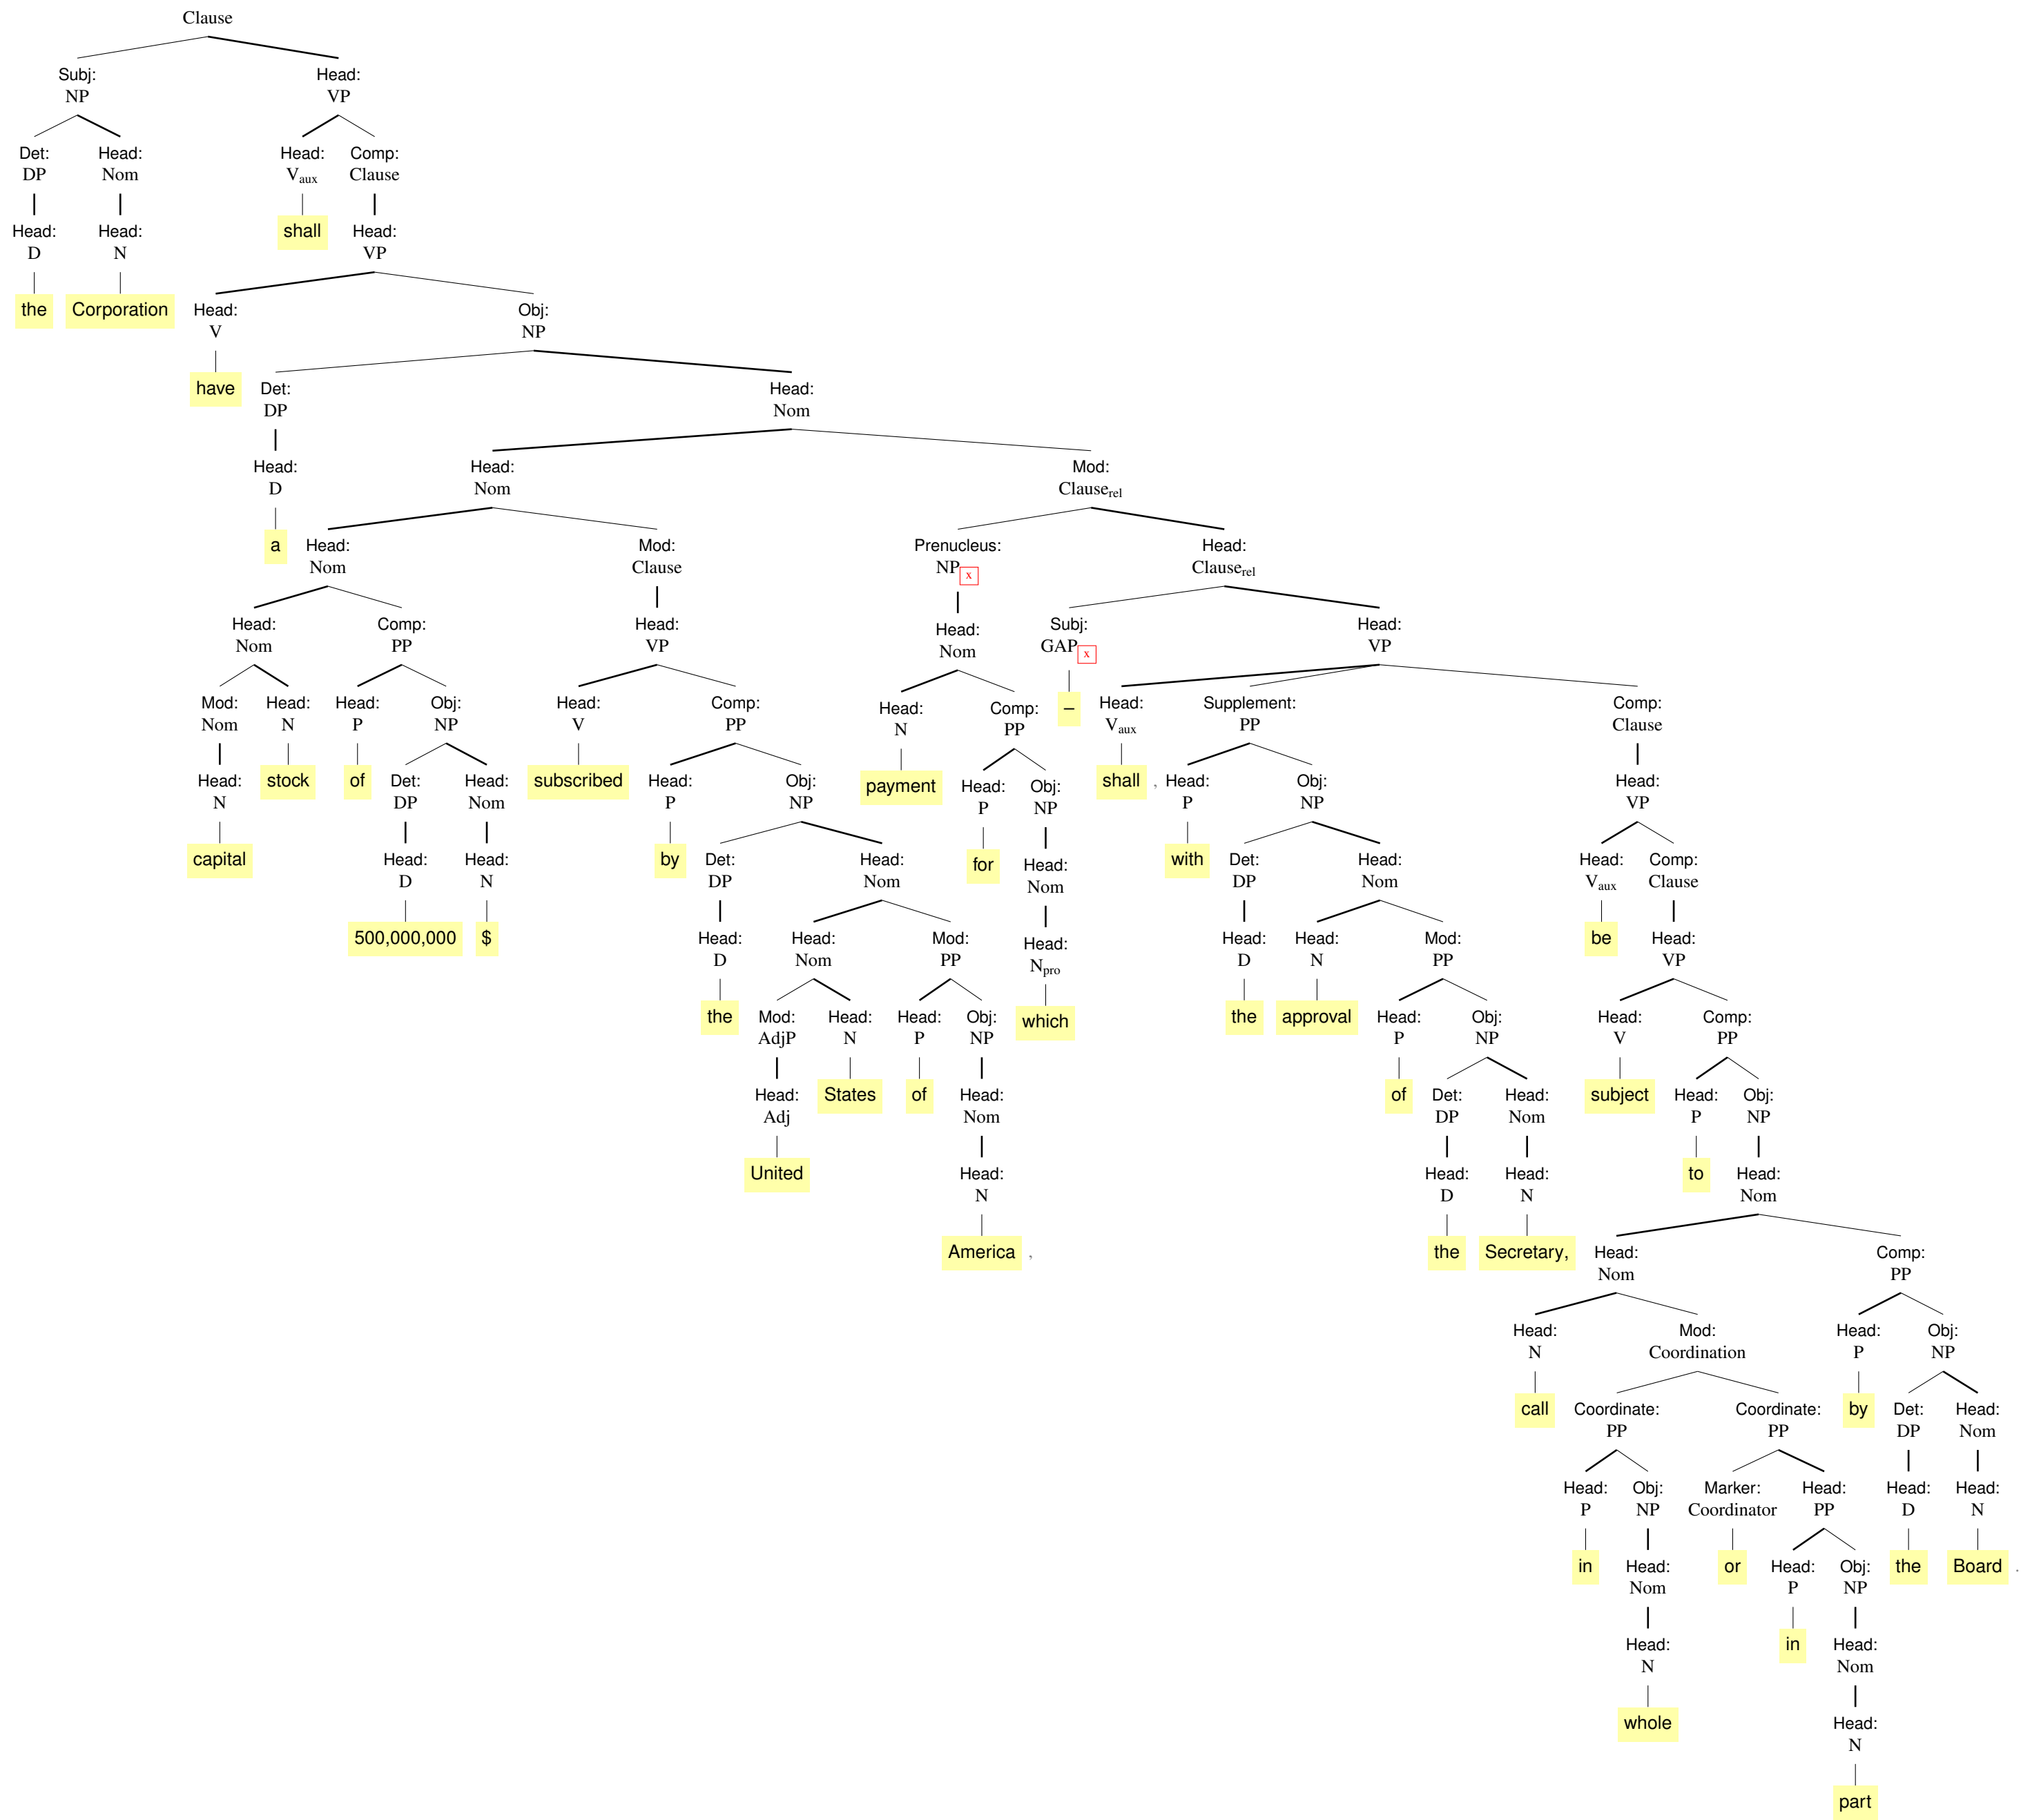 Clause
Subj: Head:
NP VP
Det: Head: Head: Comp:
DP Nom Vaux Clause
Head: Head: shall Head:
D N VP
the Corporation Head: Obj:
V NP
have Det: Head:
DP Nom
Head: Head: Mod:
D Nom Clauserel
a Head: Mod: Prenucleus: Head:
Nom Clause NP x Clauserel
Head: Comp: Head: Head: Subj: Head:
Nom PP VP Nom GAP x VP
Mod: Head: Head: Obj: Head: Comp: Head: Comp: – Head: Supplement: Comp:
Nom N P NP V PP N PP Vaux PP Clause
Head: stock of Det: Head: subscribed Head: Obj: payment Head: Obj: shall , Head: Obj: Head:
N DP Nom P NP P NP P NP VP
capital Head: Head: by Det: Head: for Head: with Det: Head: Head: Comp:
D N DP Nom Nom DP Nom Vaux Clause
500,000,000 $ Head: Head: Mod: Head: Head: Head: Mod: be Head:
D Nom PP Npro D N PP VP
the Mod: Head: Head: Obj: which the approval Head: Obj: Head: Comp:
AdjP N P NP P NP V PP
Head: States of Head: of Det: Head: subject Head: Obj:
Adj Nom DP Nom P NP
United Head: Head: Head: to Head:
N D N Nom
America , the Secretary, Head: Comp:
Nom PP
Head: Mod: Head: Obj:
N Coordination P NP
call Coordinate: Coordinate: by Det: Head:
PP PP DP Nom
Head: Obj: Marker: Head: Head: Head:
P NP Coordinator PP D N
in Head: or Head: Obj: the Board .
Nom P NP
Head: in Head:
N Nom
whole Head:
N
part